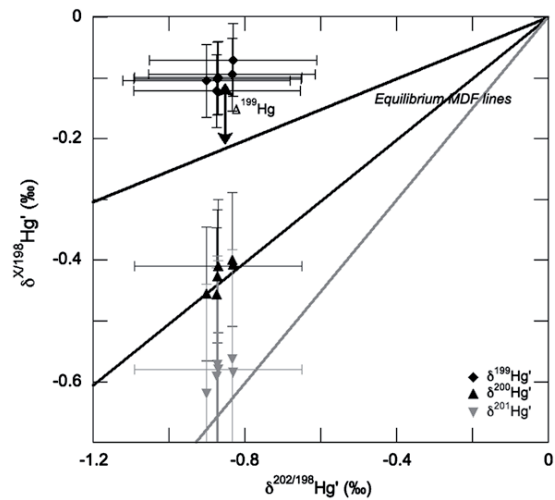 0
-0.2
-0.4
-0.6
δX/198Hg' (‰)
Equilibrium MDF lines
Δ199Hg
δ199Hg'
δ200Hg'
δ201Hg'
-1.2
-0.8
-0.4
0
δ202/198Hg' (‰)